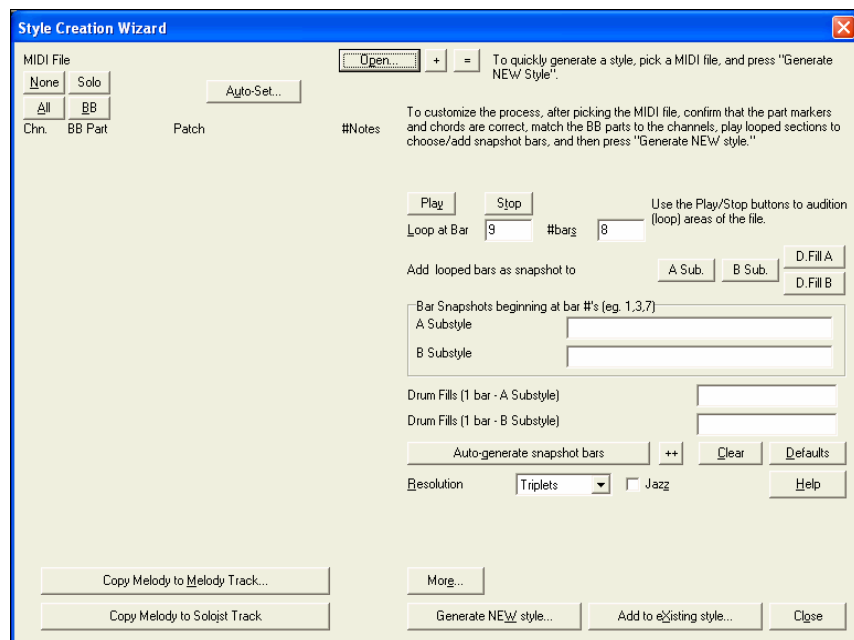 Style Creation Wizard
MIDI File
Open... + = To quickly generate a style, pick a MIDI file, and press "Generate
NEW Style".
None Solo
Auto-Set...
All BB
Chn. BB Part Patch #Notes
To customize the process, after picking the MIDI file, confirm that the part markers
and chords are correct, match the BB parts to the channels, play looped sections to
choose/add snapshot bars, and then press "Generate NEW style."
Play Stop Use the Play/Stop buttons to audition
(loop) areas of the file.
Loop at Bar 9 #bars 8
Add looped bars as snapshot to A Sub. B Sub. D.Fill A
D.Fill B
Bar Snapshots beginning at bar #'s (eg. 1,3,7)
A Substyle
B Substyle
Drum Fills (1 bar - A Substyle)
Drum Fills (1 bar - B Substyle)
Auto-generate snapshot bars ++ Clear Defaults
Resolution Triplets Jazz Help
Copy Melody to Melody Track... More...
Copy Melody to Soloist Track Generate NEW style... Add to eXisting style... Close